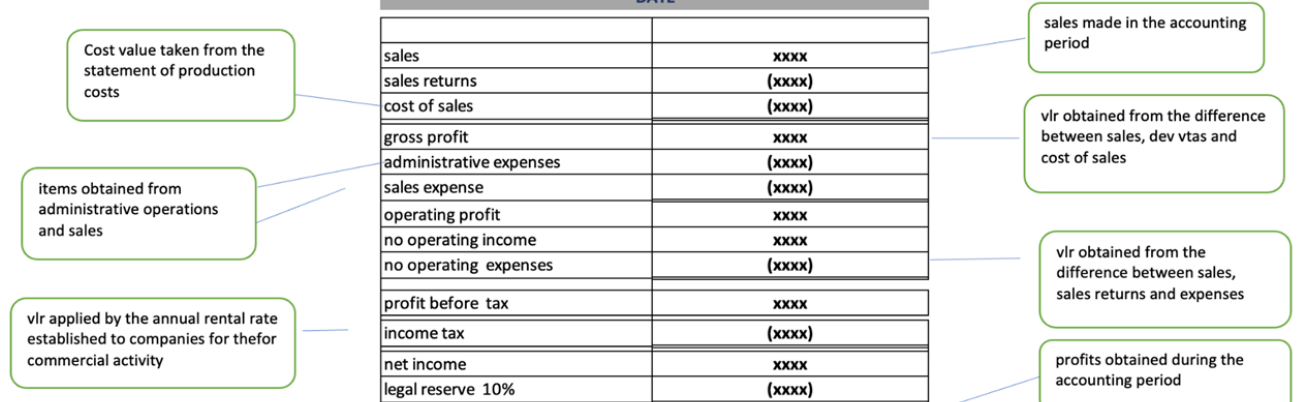 DATE
sales xxxx
sales returns (xxxx)
cost of sales (xxxx)
gross profit xxxx
administrative expenses (xxxx)
sales expense (xxxx)
operating profit xxxx
no operating income xxxx
no operating expenses (xxxx)
profit before tax xxxx
income tax (xxxx)
net income xxxx
legal reserve 10% (xxxx)
Cost value taken from the
statement of production
costs
items obtained from
administrative operations
and sales
vlr applied by the annual rental rate
established to companies for thefor
commercial activity
sales made in the accounting
period
vlr obtained from the difference
between sales, dev vtas and
cost of sales
vlr obtained from the
difference between sales,
sales returns and expenses
profits obtained during the
accounting period